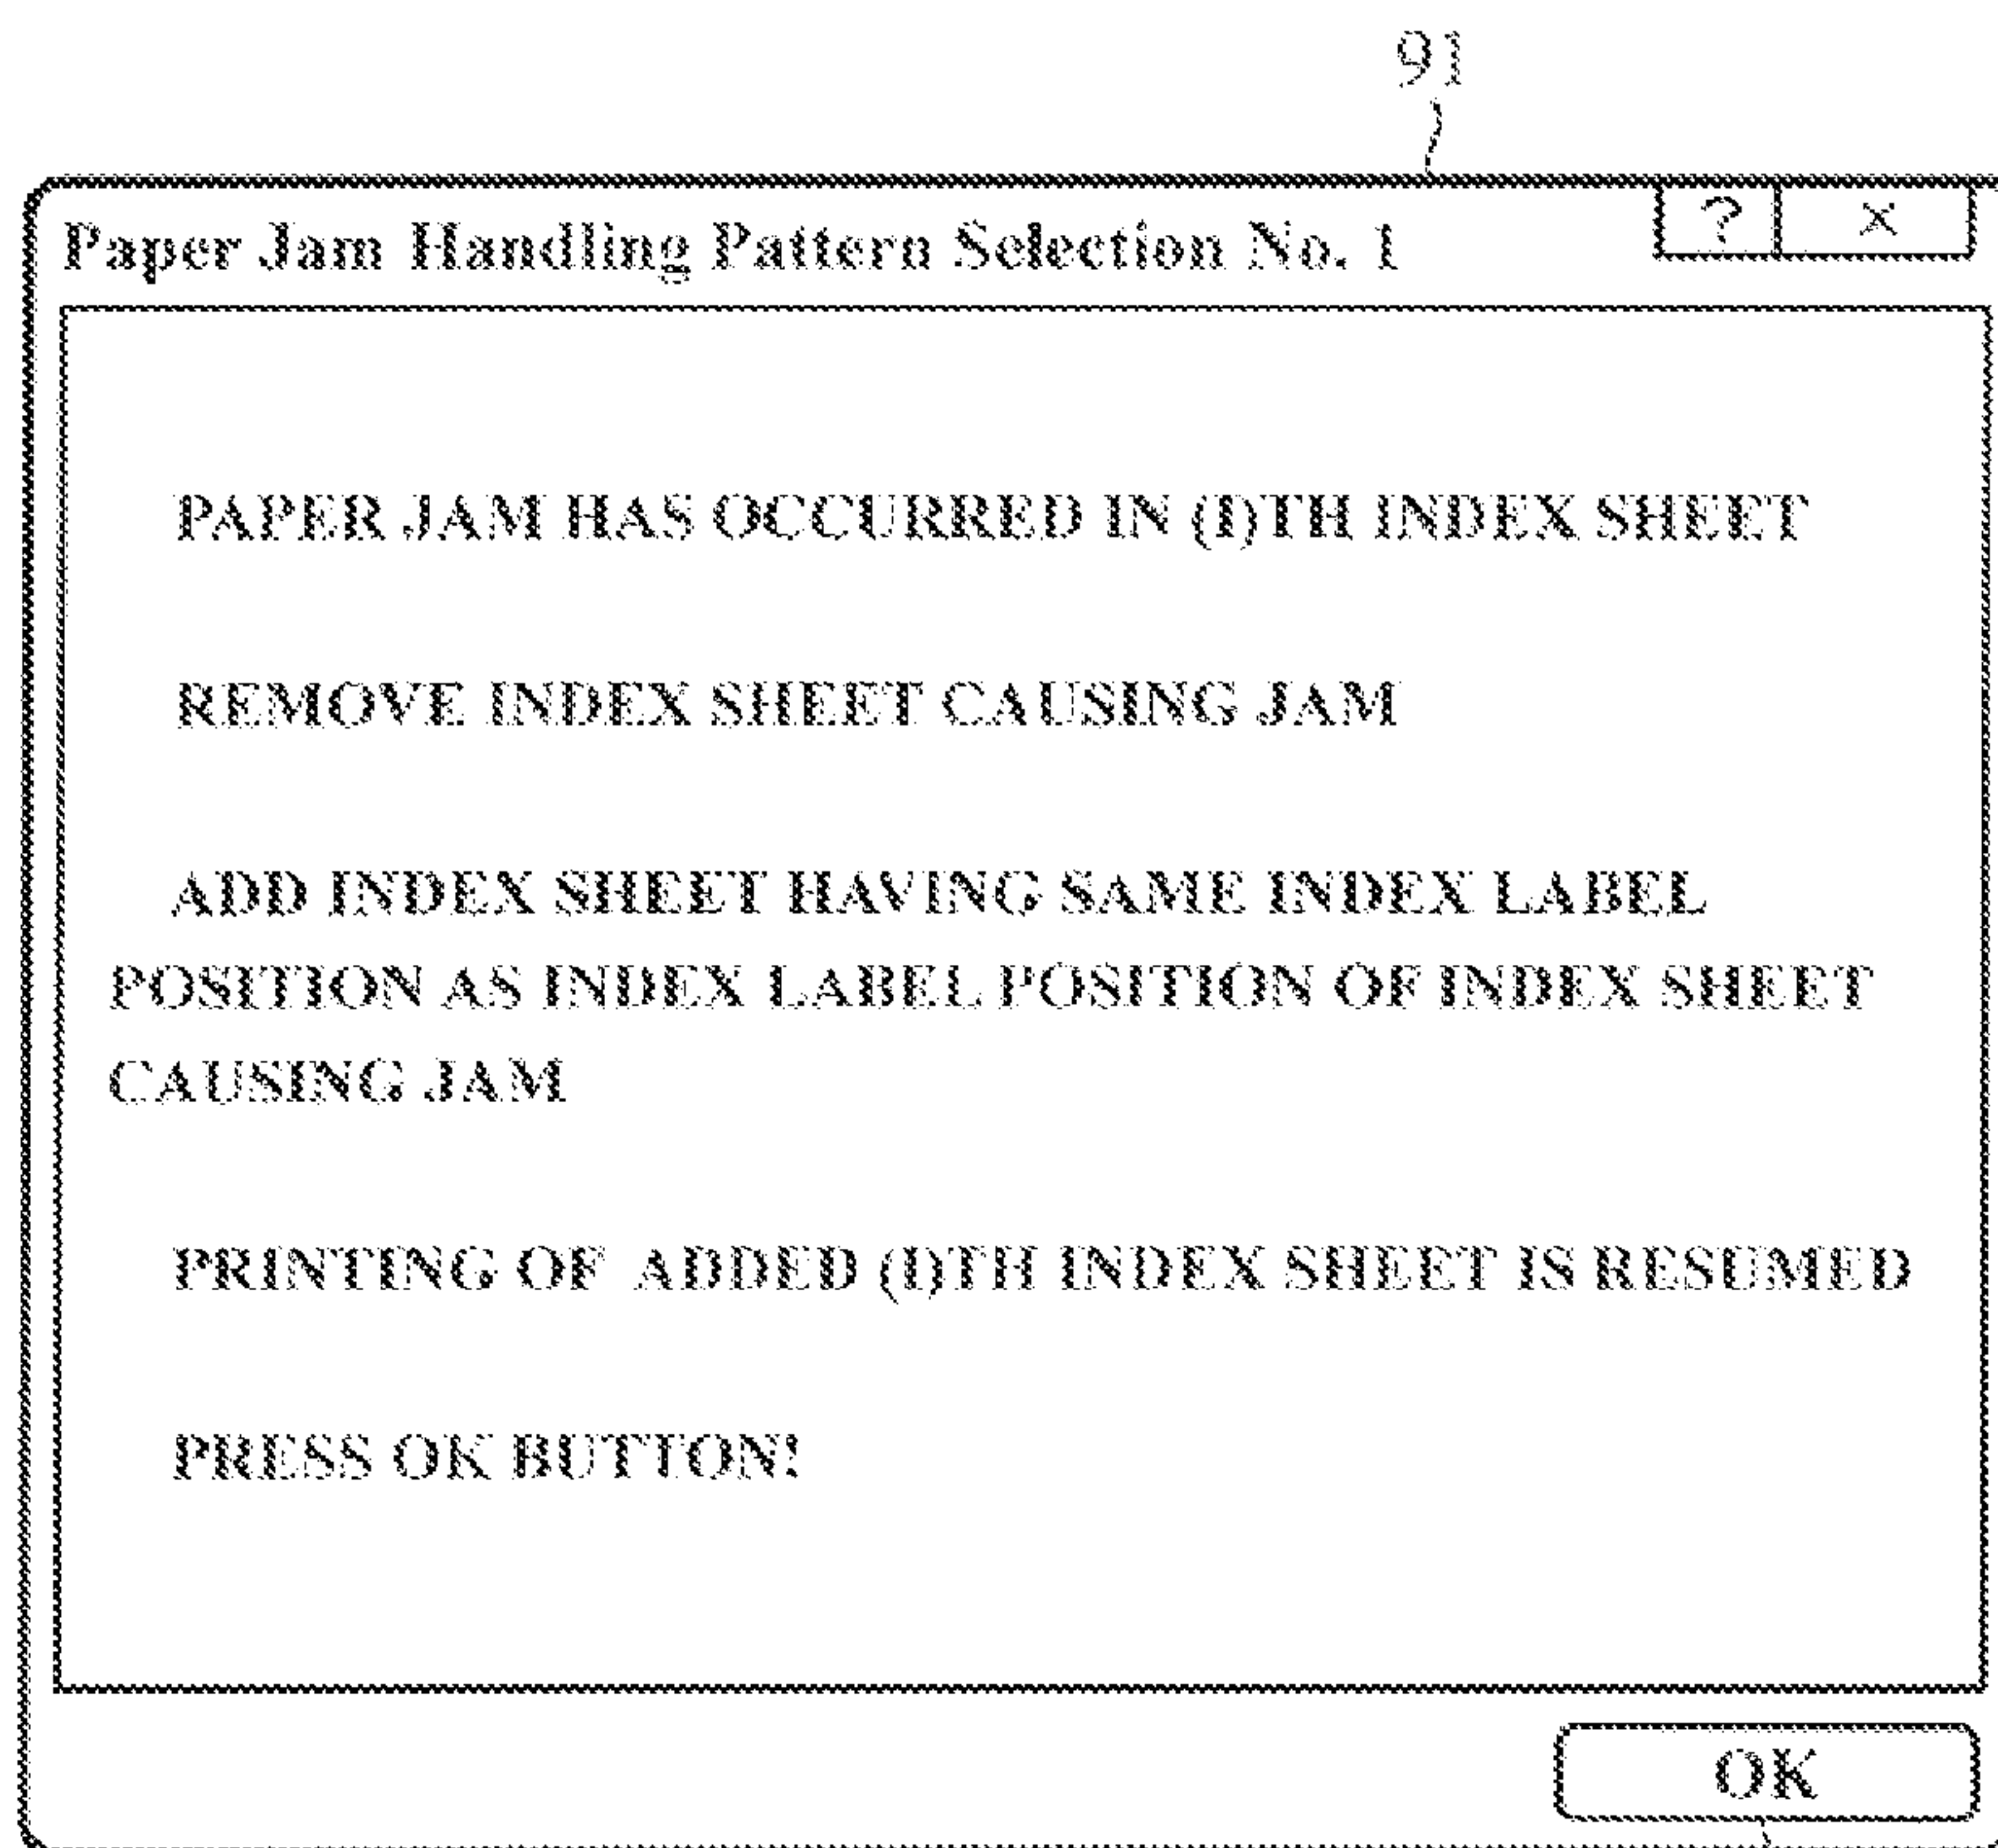 91
Paper Jam Handling Pattern Selection No. 1 ? X
PAPER JAM HAS OCCURRED IN (I)TH INDEX SHEET
REMOVE INDEX SHEET CAUSING JAM
ADD INDEX SHEET HAVING SAME INDEX LABEL
POSITION AS INDEX LABEL POSITION OF INDEX SHEET
CAUSING JAM
PRINTING OF ADDED (I)TH INDEX SHEET IS RESUMED
PRESS OK BUTTON!
OK